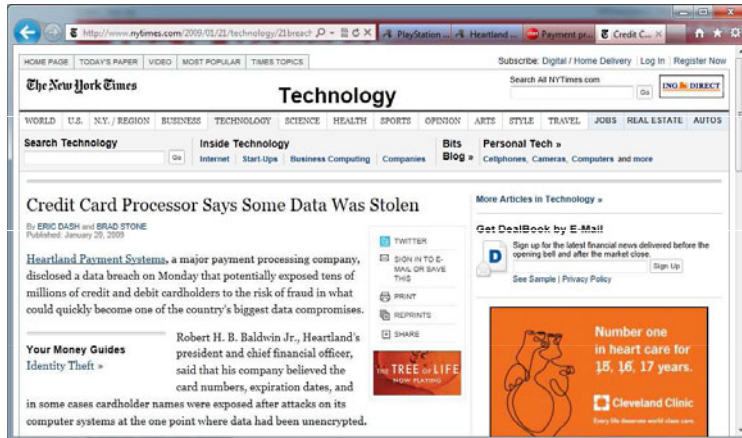 http://www.nytimes.com/2009/01/21/technology/21breach
PlayStation ...
Heartland ...
Payment pr...
Credit C...
HOME PAGE
TODAY'S PAPER
VIDEO
MOST POPULAR
TIMES TOPICS
Subscribe: Digital / Home Delivery
Log In
Register Now
The New York Times
Technology
Search All NYTimes.com
Go
ING DIRECT
WORLD
U.S.
N.Y. / REGION
BUSINESS
TECHNOLOGY
SCIENCE
HEALTH
SPORTS
OPINION
ARTS
STYLE
TRAVEL
JOBS
REAL ESTATE
AUTOS
Search Technology
Go
Inside Technology
Internet
Start-Ups
Business Computing
Companies
Bits
Blog »
Personal Tech »
Cellphones, Cameras, Computers and more
Credit Card Processor Says Some Data Was Stolen
By ERIC DASH and BRAD STONE
Published: January 20, 2009
Heartland Payment Systems, a major payment processing company,
disclosed a data breach on Monday that potentially exposed tens of
millions of credit and debit cardholders to the risk of fraud in what
could quickly become one of the country's biggest data compromises.
Your Money Guides
Identity Theft »
Robert H. B. Baldwin Jr., Heartland's
president and chief financial officer,
said that his company believed the
card numbers, expiration dates, and
in some cases cardholder names were exposed after attacks on its
computer systems at the one point where data had been unencrypted.
TWITTER
SIGN IN TO E-
MAIL OR SAVE
THIS
PRINT
REPRINTS
SHARE
THE TREE OF LIFE
NOW PLAYING
More Articles in Technology »
Get DealBook by E-Mail
Sign up for the latest financial news delivered before the
opening bell and after the market close.
Sign Up
See Sample | Privacy Policy
Number one
in heart care for
15, 16, 17 years.
Cleveland Clinic
Every life deserves world class care.